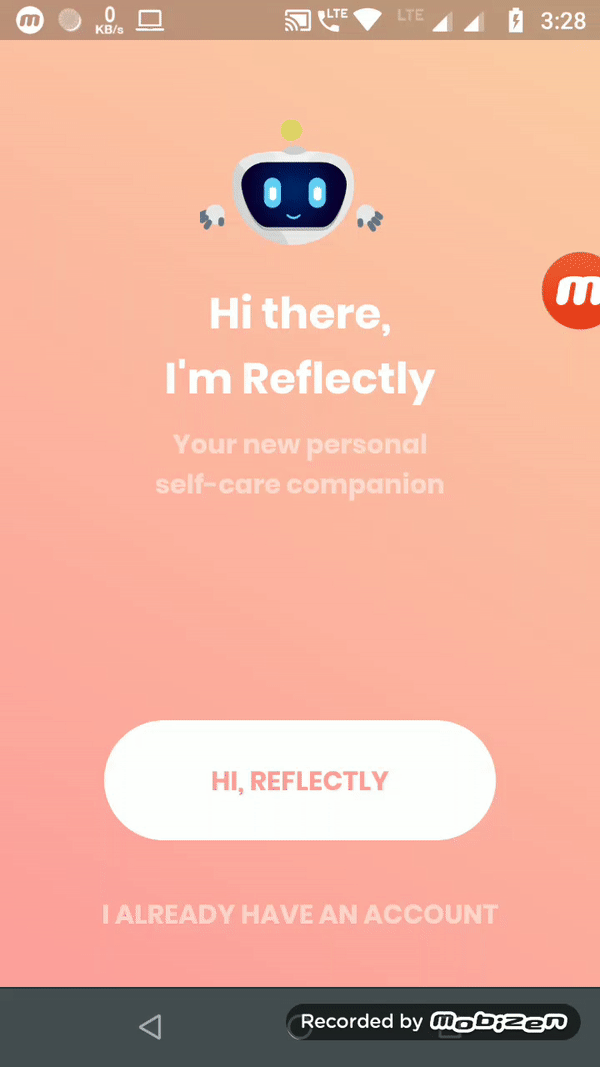 0
KB/s
LTE
LTE
3:28
m
Hi there,
I'm Reflectly
Your new personal
self-care companion
HI, REFLECTLY
I ALREADY HAVE AN ACCOUNT
Recorded by mobizen